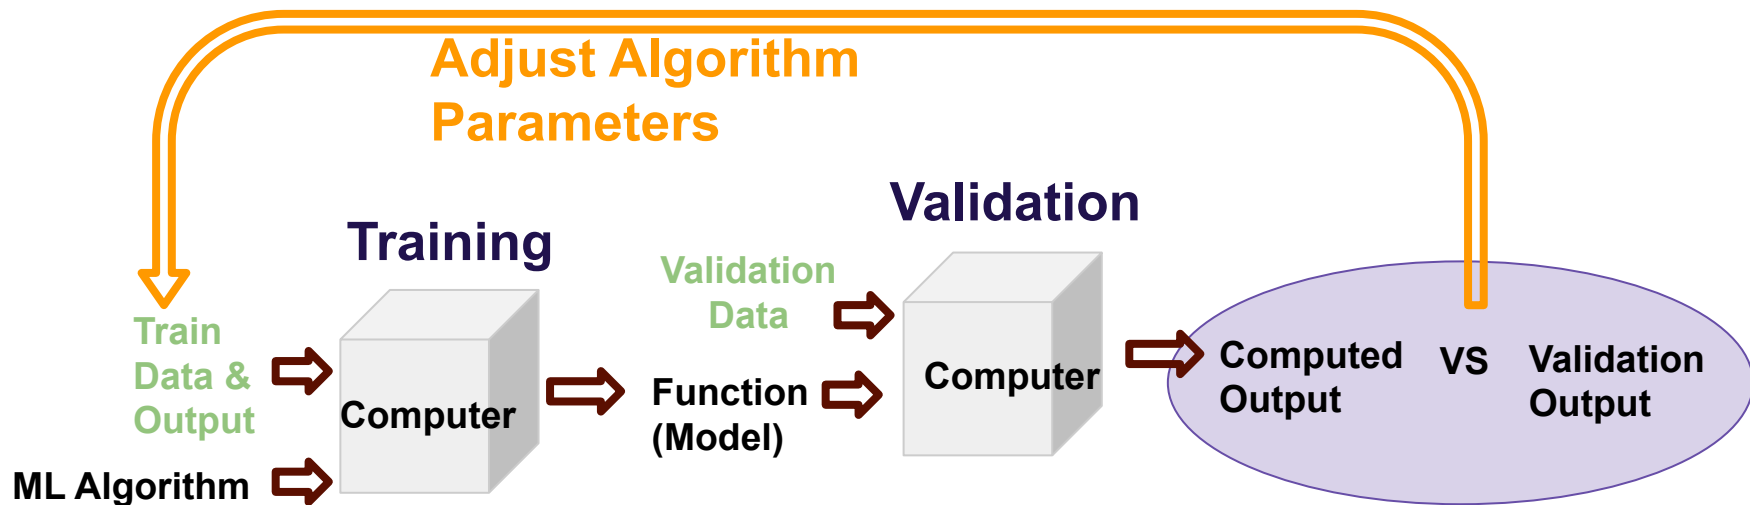 Adjust Algorithm
Parameters
Training
Validation
Train
Data &
Output
ML Algorithm
Computer
Function
(Model)
Validation
Data
Computer
Computed
Output
VS
Validation
Output